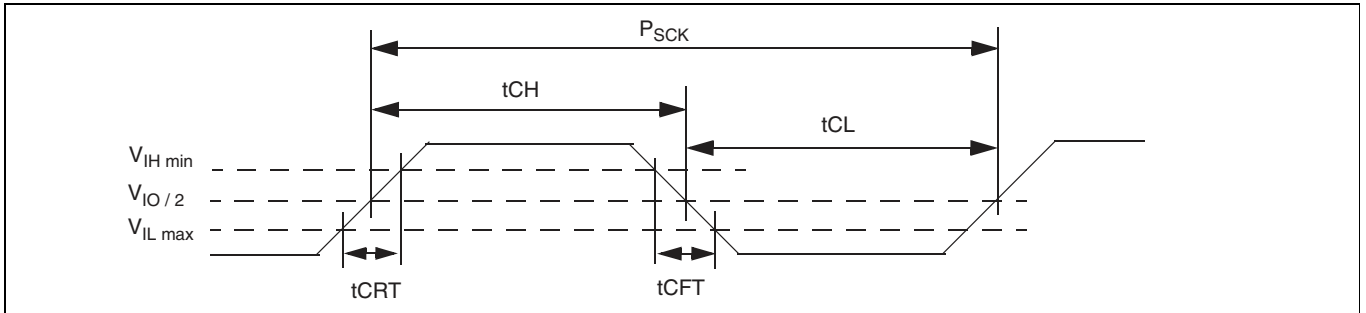 PSCK
tCH
tCL
VIH min
VIO / 2
VIL max
tCRT
tCFT